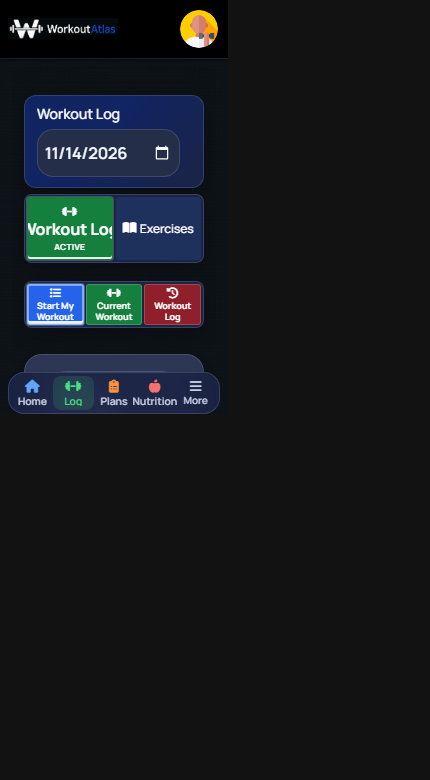 WorkoutAtlas
Workout Log
11/14/2026
Workout Log
ACTIVE
Exercises
Start My
Workout
Current
Workout
Workout
Log
Home
Log
Plans
Nutrition
More